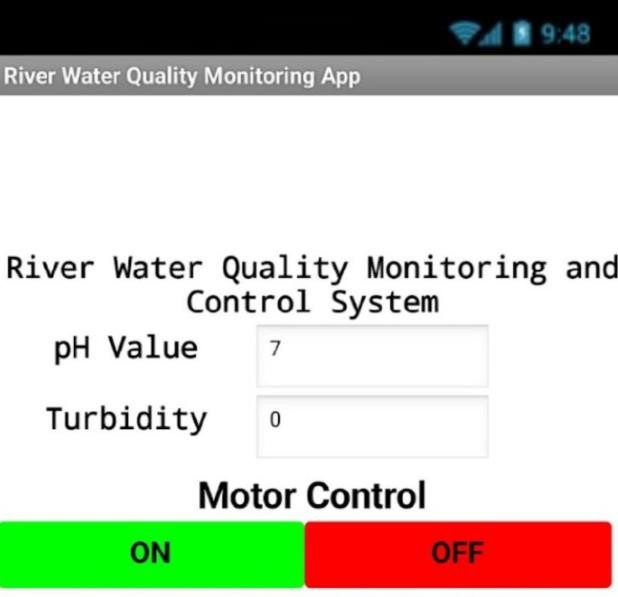 9:48
River Water Quality Monitoring App
River Water Quality Monitoring and
Control System
pH Value 7
Turbidity 0
Motor Control
ON OFF